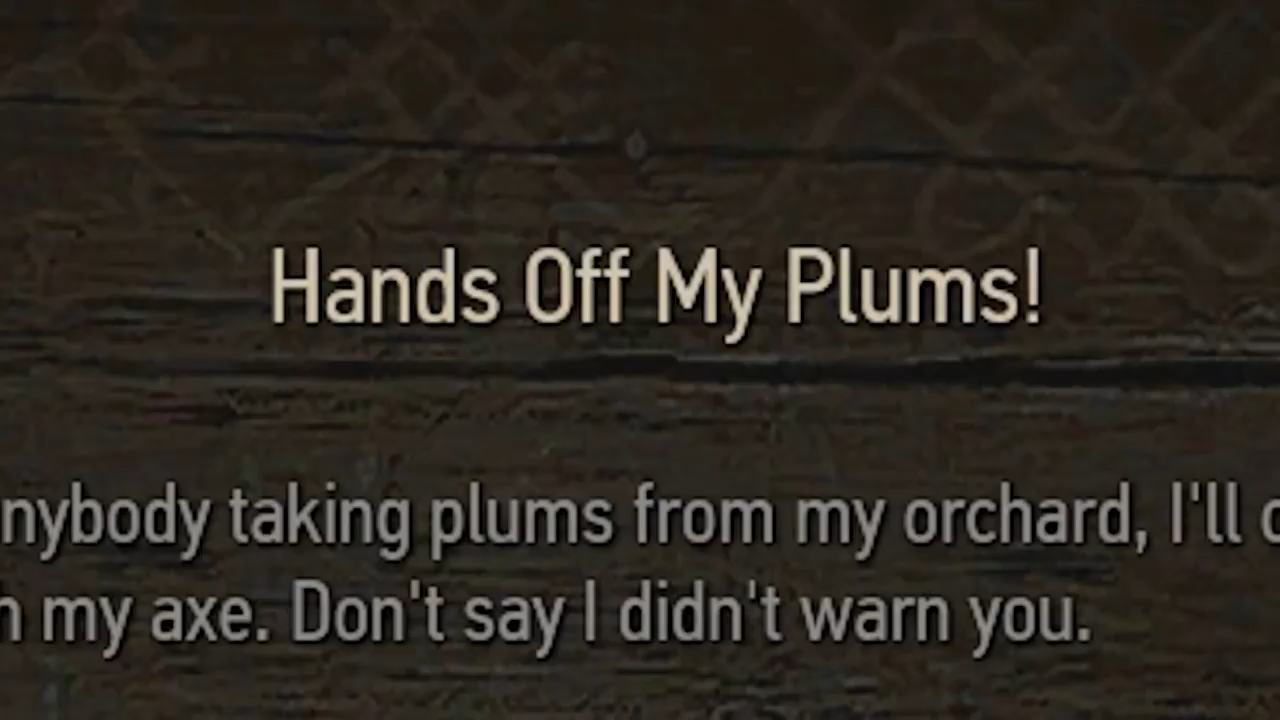 Hands Off My Plums!
nybody taking plums from my orchard, I'll
my axe. Don't say I didn't warn you.